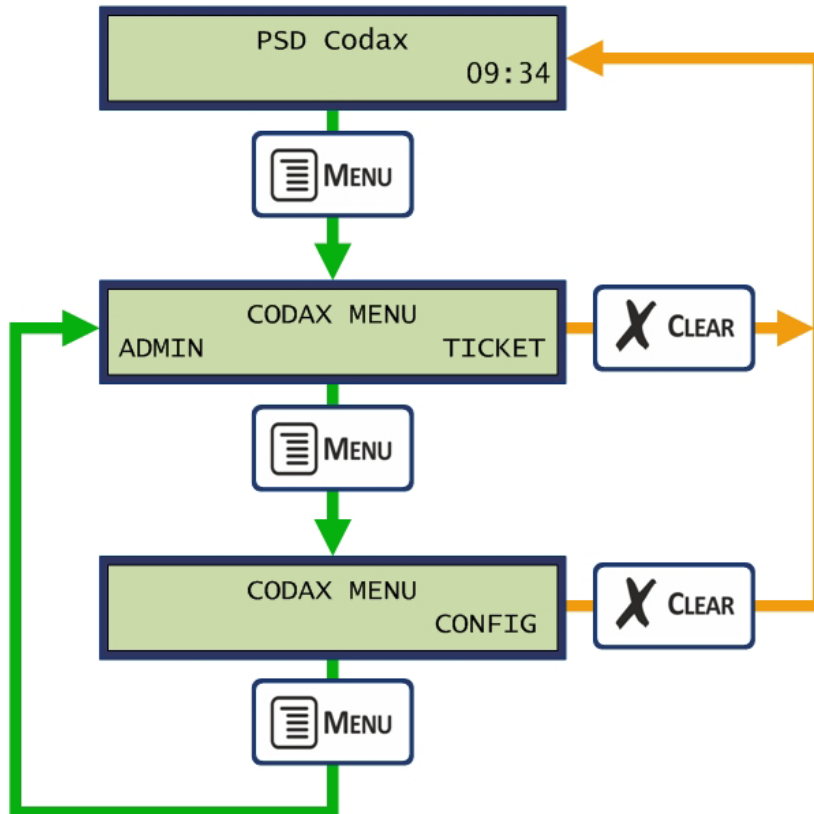 PSD Codax
09:34
MENU
CODAX MENU
ADMIN TICKET
CLEAR
MENU
CODAX MENU
CONFIG
CLEAR
MENU